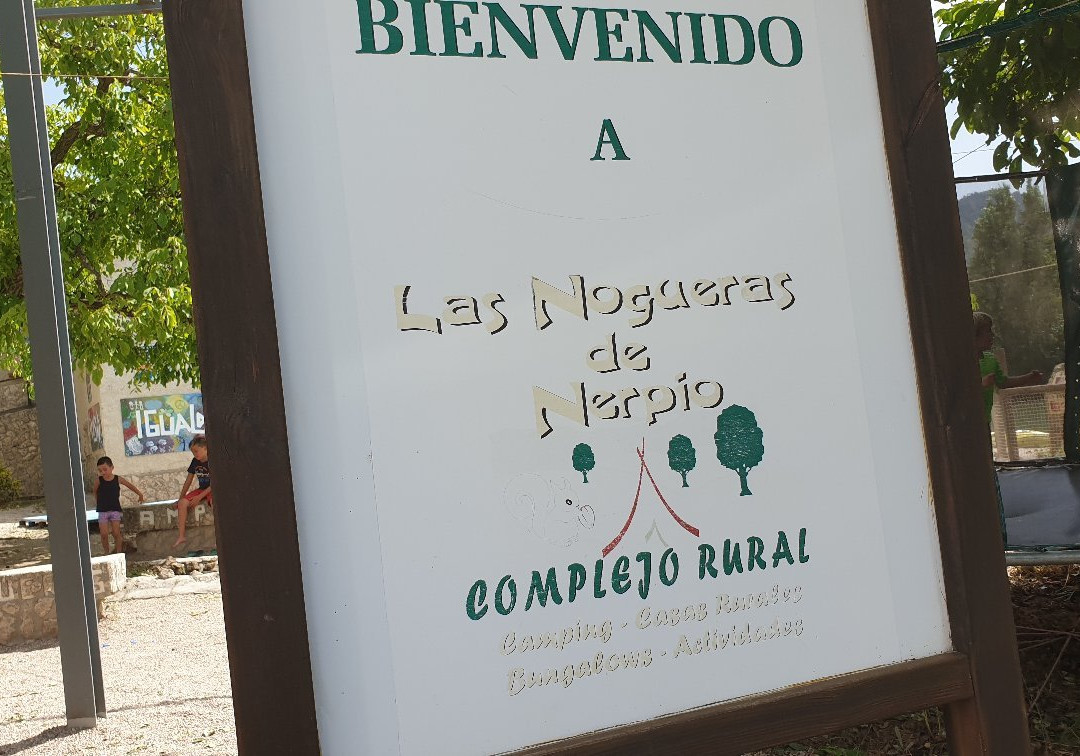 BIENVENIDO
A
Las Nogueras
de
Nerpio
COMPLEJO RURAL
Camping - Casas Rurales
Bungalows - Actividades